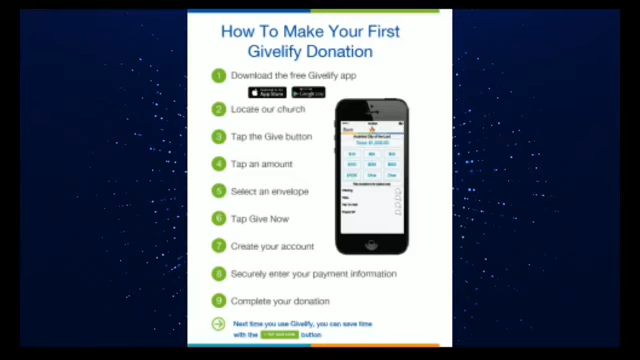 How To Make Your First
Givelify Donation
1 Download the free Givelify app
App Store
2 Locate our church
3 Tap the Give button
4 Tap an amount
5 Select an envelope
6 Tap Give Now
7 Create your account
8 Securely enter your payment information
9 Complete your donation
Next time you use Givelify, you can save time
with the button